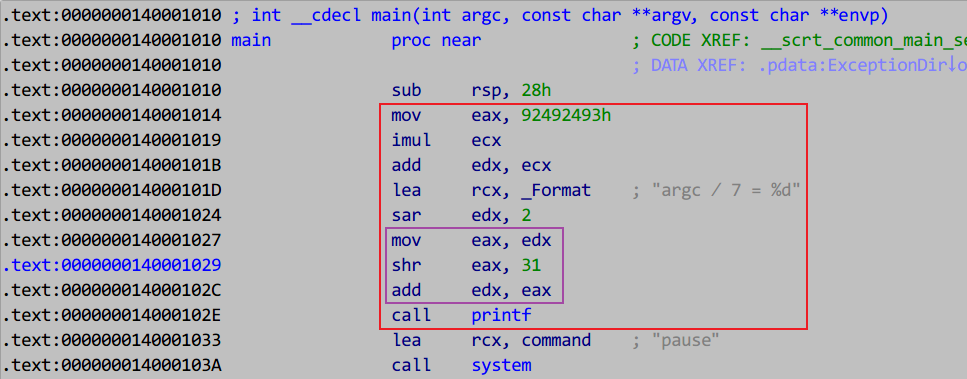 .text:0000000140001010 ; int __cdecl main(int argc, const char **argv, const char **envp)
.text:0000000140001010 main proc near ; CODE XREF: __scrt_common_main_se
.text:0000000140001010 ; DATA XREF: .pdata:ExceptionDir↓o
.text:0000000140001010 sub rsp, 28h
.text:0000000140001014 mov eax, 92492493h
.text:0000000140001019 imul ecx
.text:000000014000101B add edx, ecx
.text:000000014000101D lea rcx, _Format ; "argc / 7 = %d"
.text:0000000140001024 sar edx, 2
.text:0000000140001027 mov eax, edx
.text:0000000140001029 shr eax, 31
.text:000000014000102C add edx, eax
.text:000000014000102E call printf
.text:0000000140001033 lea rcx, command ; "pause"
.text:000000014000103A call system